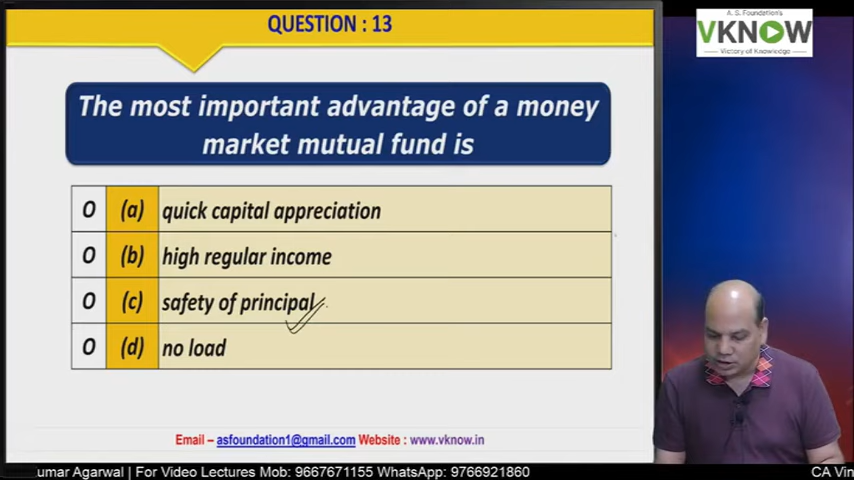 QUESTION : 13
A. S. Foundation's
VKNOW
Victory of Knowledge
The most important advantage of a money
market mutual fund is
O (a) quick capital appreciation
O (b) high regular income
O (c) safety of principal
O (d) no load
Email – asfoundation1@gmail.com Website : www.vknow.in
umar Agarwal | For Video Lectures Mob: 9667671155 WhatsApp: 9766921860
CA Vin